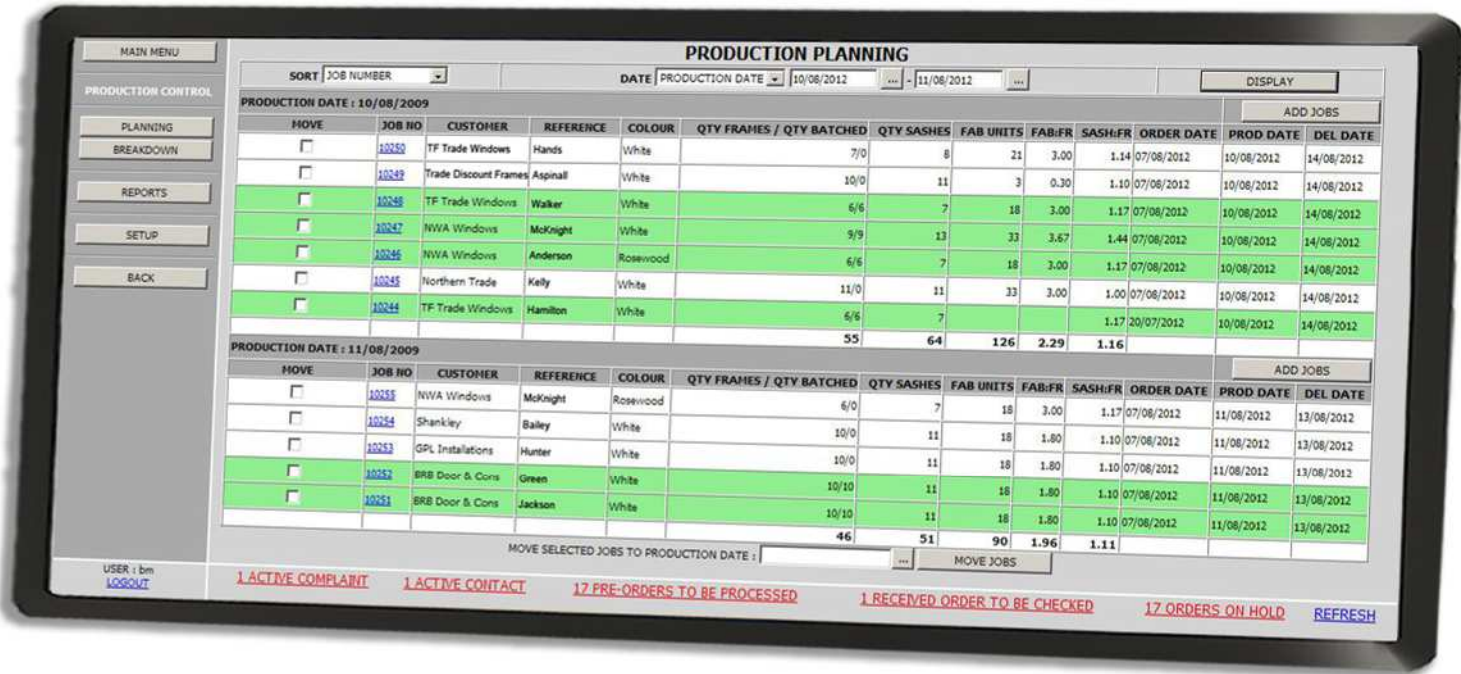 MAIN MENU
PRODUCTION PLANNING
SORT JOB NUMBER DATE PRODUCTION DATE 10/08/2012 ... - 11/08/2012 ... DISPLAY
PRODUCTION CONTROL
PLANNING
BREAKDOWN
REPORTS
SETUP
BACK
PRODUCTION DATE : 10/08/2009 ADD JOBS
MOVE JOB NO CUSTOMER REFERENCE COLOUR QTY FRAMES / QTY BATCHED QTY SASHES FAB UNITS FAB:FR SASH:FR ORDER DATE PROD DATE DEL DATE
10250 TF Trade Windows Hands White 7/0 8 21 3.00 1.14 07/08/2012 10/08/2012 14/08/2012
10249 Trade Discount Frames Aspinall White 10/0 11 3 0.30 1.10 07/08/2012 10/08/2012 14/08/2012
10248 TF Trade Windows Walker White 6/6 7 18 3.00 1.17 07/08/2012 10/08/2012 14/08/2012
10247 NWA Windows McKnight White 9/9 13 33 3.67 1.44 07/08/2012 10/08/2012 14/08/2012
10246 NWA Windows Anderson Rosewood 6/6 7 18 3.00 1.17 07/08/2012 10/08/2012 14/08/2012
10245 Northern Trade Kelly White 11/0 11 33 3.00 1.00 07/08/2012 10/08/2012 14/08/2012
10244 TF Trade Windows Hamilton White 6/6 7 1.17 20/07/2012 10/08/2012 14/08/2012
55 64 126 2.29 1.16
PRODUCTION DATE : 11/08/2009 ADD JOBS
MOVE JOB NO CUSTOMER REFERENCE COLOUR QTY FRAMES / QTY BATCHED QTY SASHES FAB UNITS FAB:FR SASH:FR ORDER DATE PROD DATE DEL DATE
10255 NWA Windows McKnight Rosewood 6/0 7 18 3.00 1.17 07/08/2012 11/08/2012 13/08/2012
10254 Shankley Bailey White 10/0 11 18 1.80 1.10 07/08/2012 11/08/2012 13/08/2012
10253 GPL Installations Hunter White 10/0 11 18 1.80 1.10 07/08/2012 11/08/2012 13/08/2012
10252 BRB Door & Cons Green White 10/10 11 18 1.80 1.10 07/08/2012 11/08/2012 13/08/2012
10251 BRB Door & Cons Jackson White 10/10 11 18 1.80 1.10 07/08/2012 11/08/2012 13/08/2012
46 51 90 1.96 1.11
MOVE SELECTED JOBS TO PRODUCTION DATE : ... MOVE JOBS
USER : bm
LOGOUT
1 ACTIVE COMPLAINT 1 ACTIVE CONTACT 17 PRE-ORDERS TO BE PROCESSED 1 RECEIVED ORDER TO BE CHECKED 17 ORDERS ON HOLD REFRESH